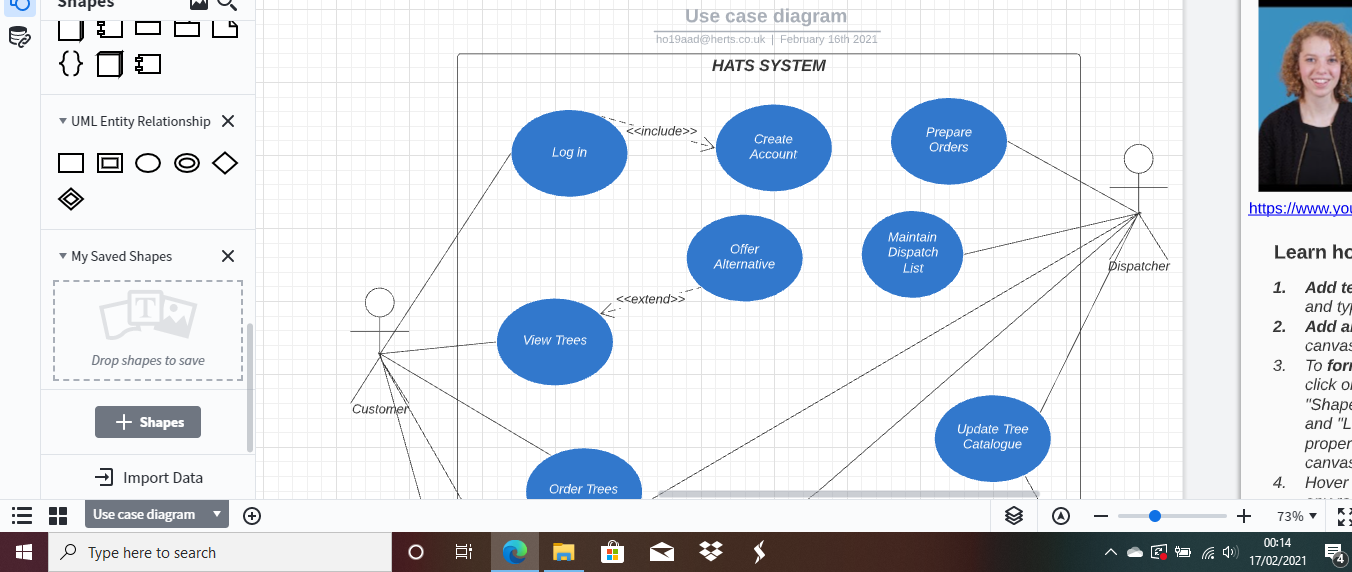 Shapes
UML Entity Relationship
My Saved Shapes
T
Drop shapes to save
Shapes
Import Data
Use case diagram
ho19aad@herts.co.uk | February 16th 2021
HATS SYSTEM
Log in
<<include>>
Create
Account
Prepare
Orders
Offer
Alternative
Maintain
Dispatch
List
Dispatcher
<<extend>>
View Trees
Customer
Update Tree
Catalogue
Order Trees
https://www.you
Learn ho
1. Add te
and typ
2. Add a
canvas
3. To form
click o
"Shape
and "L
proper
canvas
4. Hover
Use case diagram
73%
Type here to search
00:14
17/02/2021
4